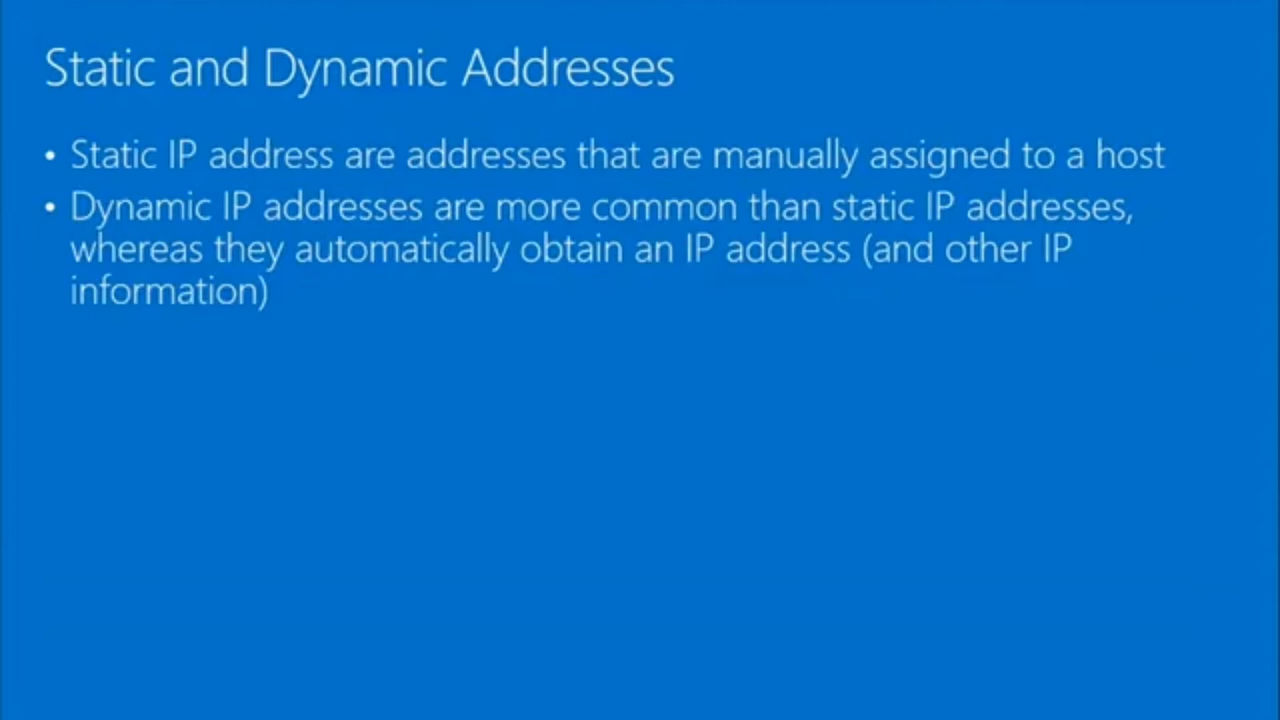 Static and Dynamic Addresses
• Static IP address are addresses that are manually assigned to a host
• Dynamic IP addresses are more common than static IP addresses,
whereas they automatically obtain an IP address (and other IP
information)